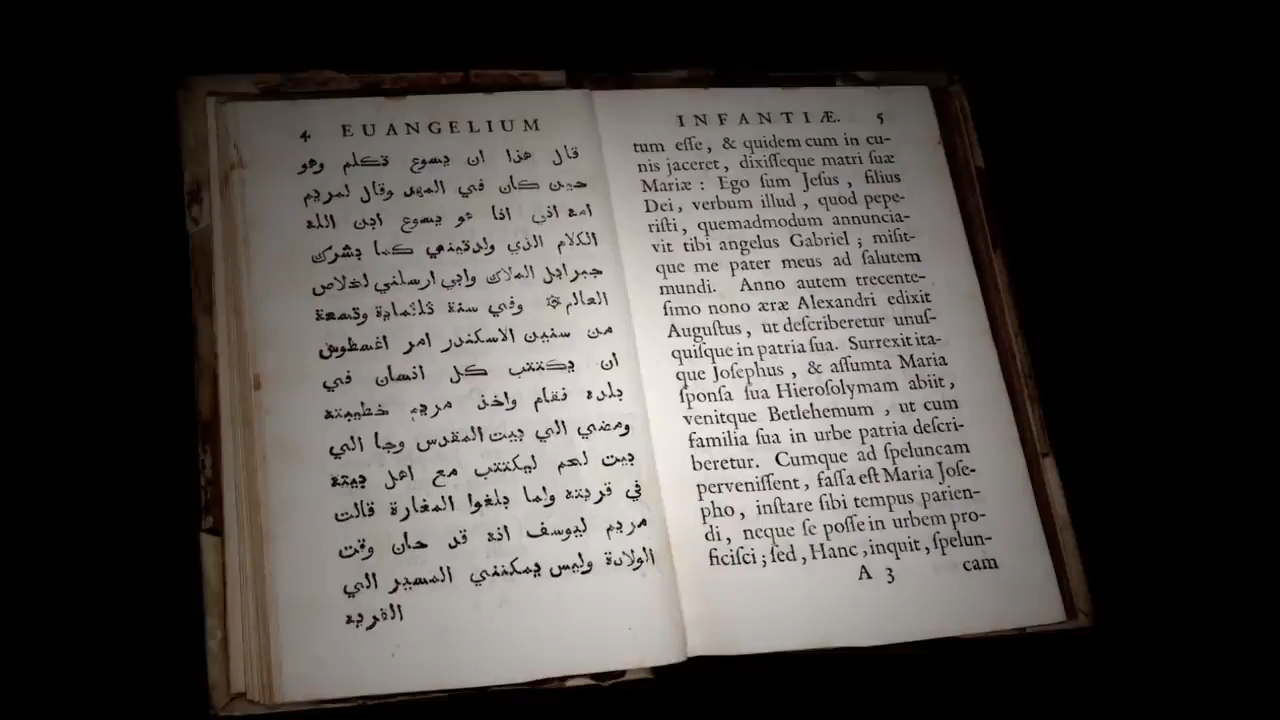 4 EUANGELIUM
قال هذا ان يسوع تكلم وهو
حين كان في المهد وقال لمريم
امه اني انا هو يسوع ابن الله
الكلام الذي ولدتيني كما بشرك
جبرايل الملاك وابي ارسلني لخلاص
العالم۞ وفي سنة ثلثماية وتسعة
من سنين الاسكندر امر اغسطوس
ان يكتتب كل انسان في
بلده فقام واخذ مريم خطيبته
ومضي الي بيت المقدس وجا الي
بيت لحم ليكتتب مع اهل بيته
في قريته ولما بلغوا المغارة قالت
مريم ليوسف انه قد حان وقت
الولادة وليس يمكنني المسير الي
القريه
INFANTIÆ. 5
tum eſſe, & quidem cum in cu-
nis jaceret, dixiſſeque matri ſuæ
Mariæ : Ego ſum Jeſus, filius
Dei, verbum illud, quod pepe-
riſti, quemadmodum annuncia-
vit tibi angelus Gabriel ; miſit-
que me pater meus ad ſalutem
mundi. Anno autem trecente-
ſimo nono æræ Alexandri edixit
Auguſtus, ut deſcriberetur unuſ-
quiſque in patria ſua. Surrexit ita-
que Joſephus, & aſſumta Maria
ſponſa ſua Hieroſolymam abiit,
venitque Betlehemum, ut cum
familia ſua in urbe patria deſcri-
beretur. Cumque ad ſpeluncam
perveniſſent, faſſa eſt Maria Joſe-
pho, inſtare ſibi tempus parien-
di, neque ſe poſſe in urbem pro-
ficiſci ; ſed, Hanc, inquit, ſpelun-
A 3 cam